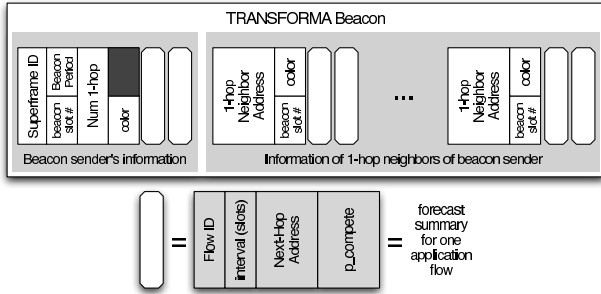 TRANSFORMA Beacon
Superframe ID
beacon slot #
Beacon Period
Num 1-hop
color
1-hop
Neighbor
Address
beacon
slot #
color
...
1-hop
Neighbor
Address
beacon
slot #
color
Beacon sender's information
Information of 1-hop neighbors of beacon sender
=
Flow ID
interval (slots)
Next-Hop
Address
p_compete
=
forecast
summary
for one
application
flow